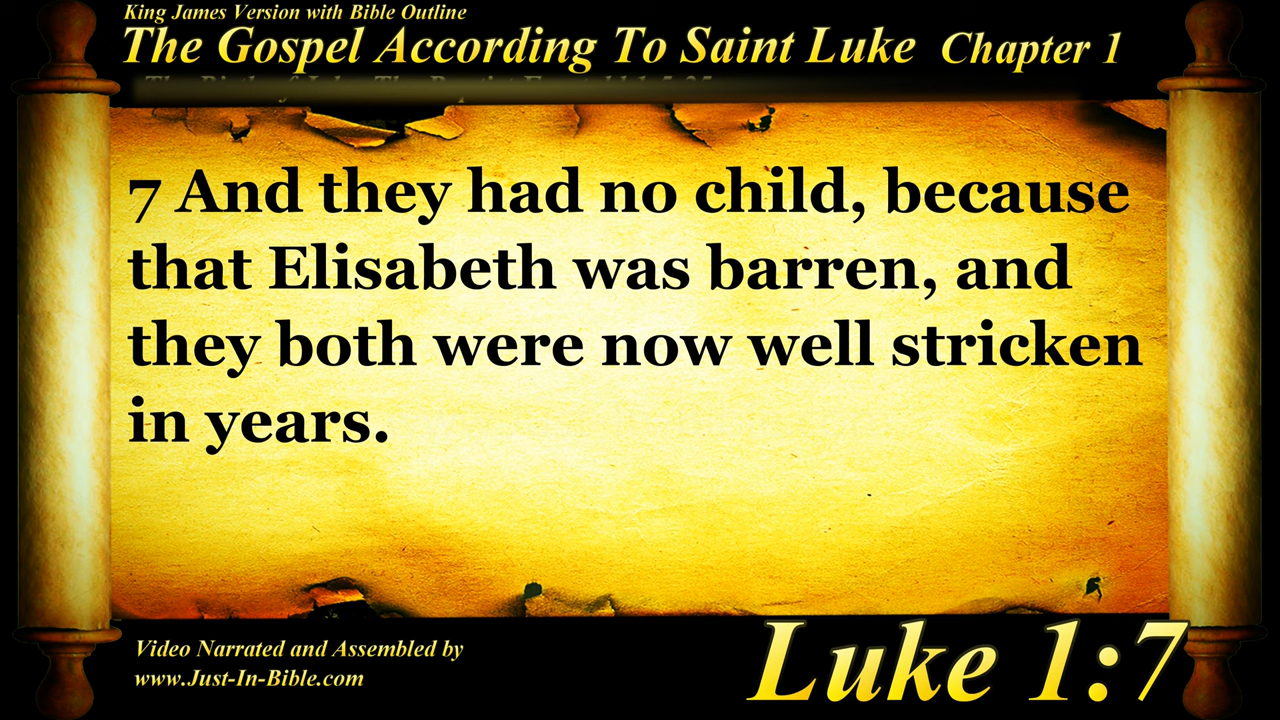 King James Version with Bible Outline
The Gospel According To Saint Luke Chapter 1
7 And they had no child, because
that Elisabeth was barren, and
they both were now well stricken
in years.
Video Narrated and Assembled by
www.Just-In-Bible.com
Luke 1:7